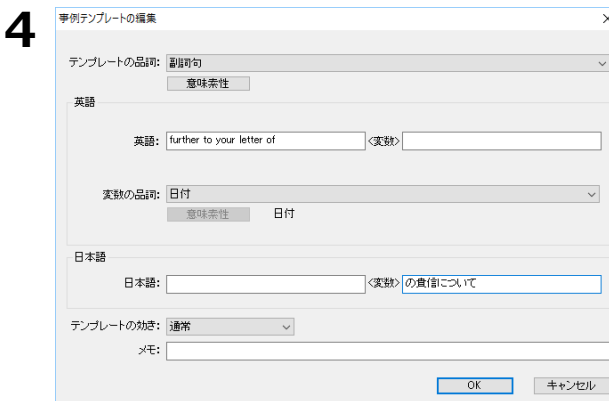 4
事例テンプレートの編集
テンプレートの品詞: 副詞句
意味素性
英語
英語: further to your letter of <変数>
変数の品詞: 日付
意味素性 日付
日本語
日本語: <変数> の貴信について
テンプレートの効き: 通常
メモ:
OK キャンセル